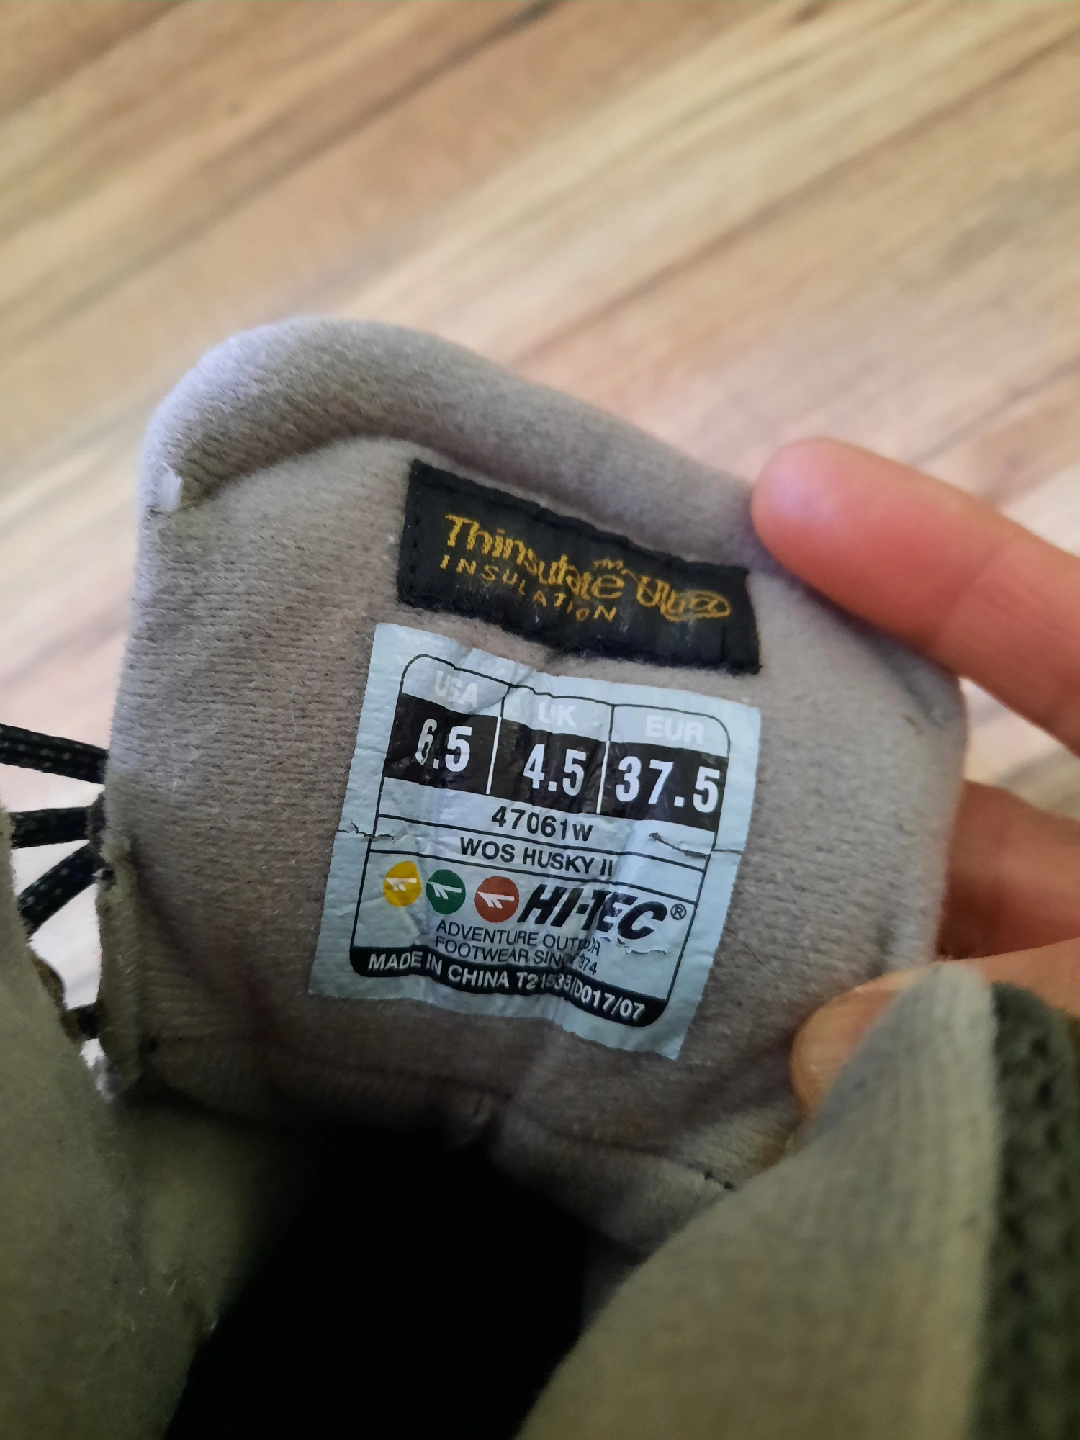 Thinsulate™ Ultra
INSULATION
USA UK EUR
6.5 4.5 37.5
47061W
WOS HUSKY II
HI-TEC®
ADVENTURE
FOOTWEAR
MADE IN CHINA